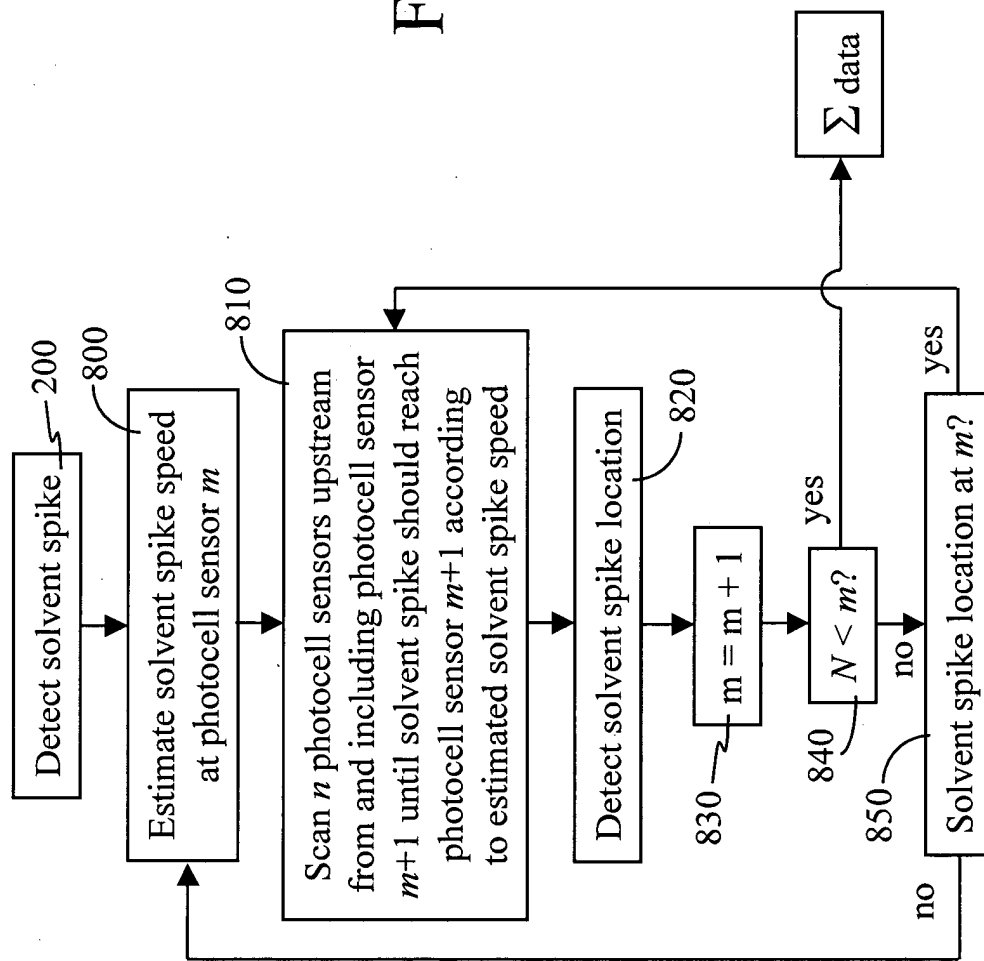 F
Detect solvent spike
200
800
Estimate solvent spike speed
at photocell sensor m
810
Scan n photocell sensors upstream
from and including photocell sensor
m+1 until solvent spike should reach
photocell sensor m+1 according
to estimated solvent spike speed
Detect solvent spike location
820
m = m + 1
830
N < m?
840
yes
Σ data
no
Solvent spike location at m?
850
no
yes